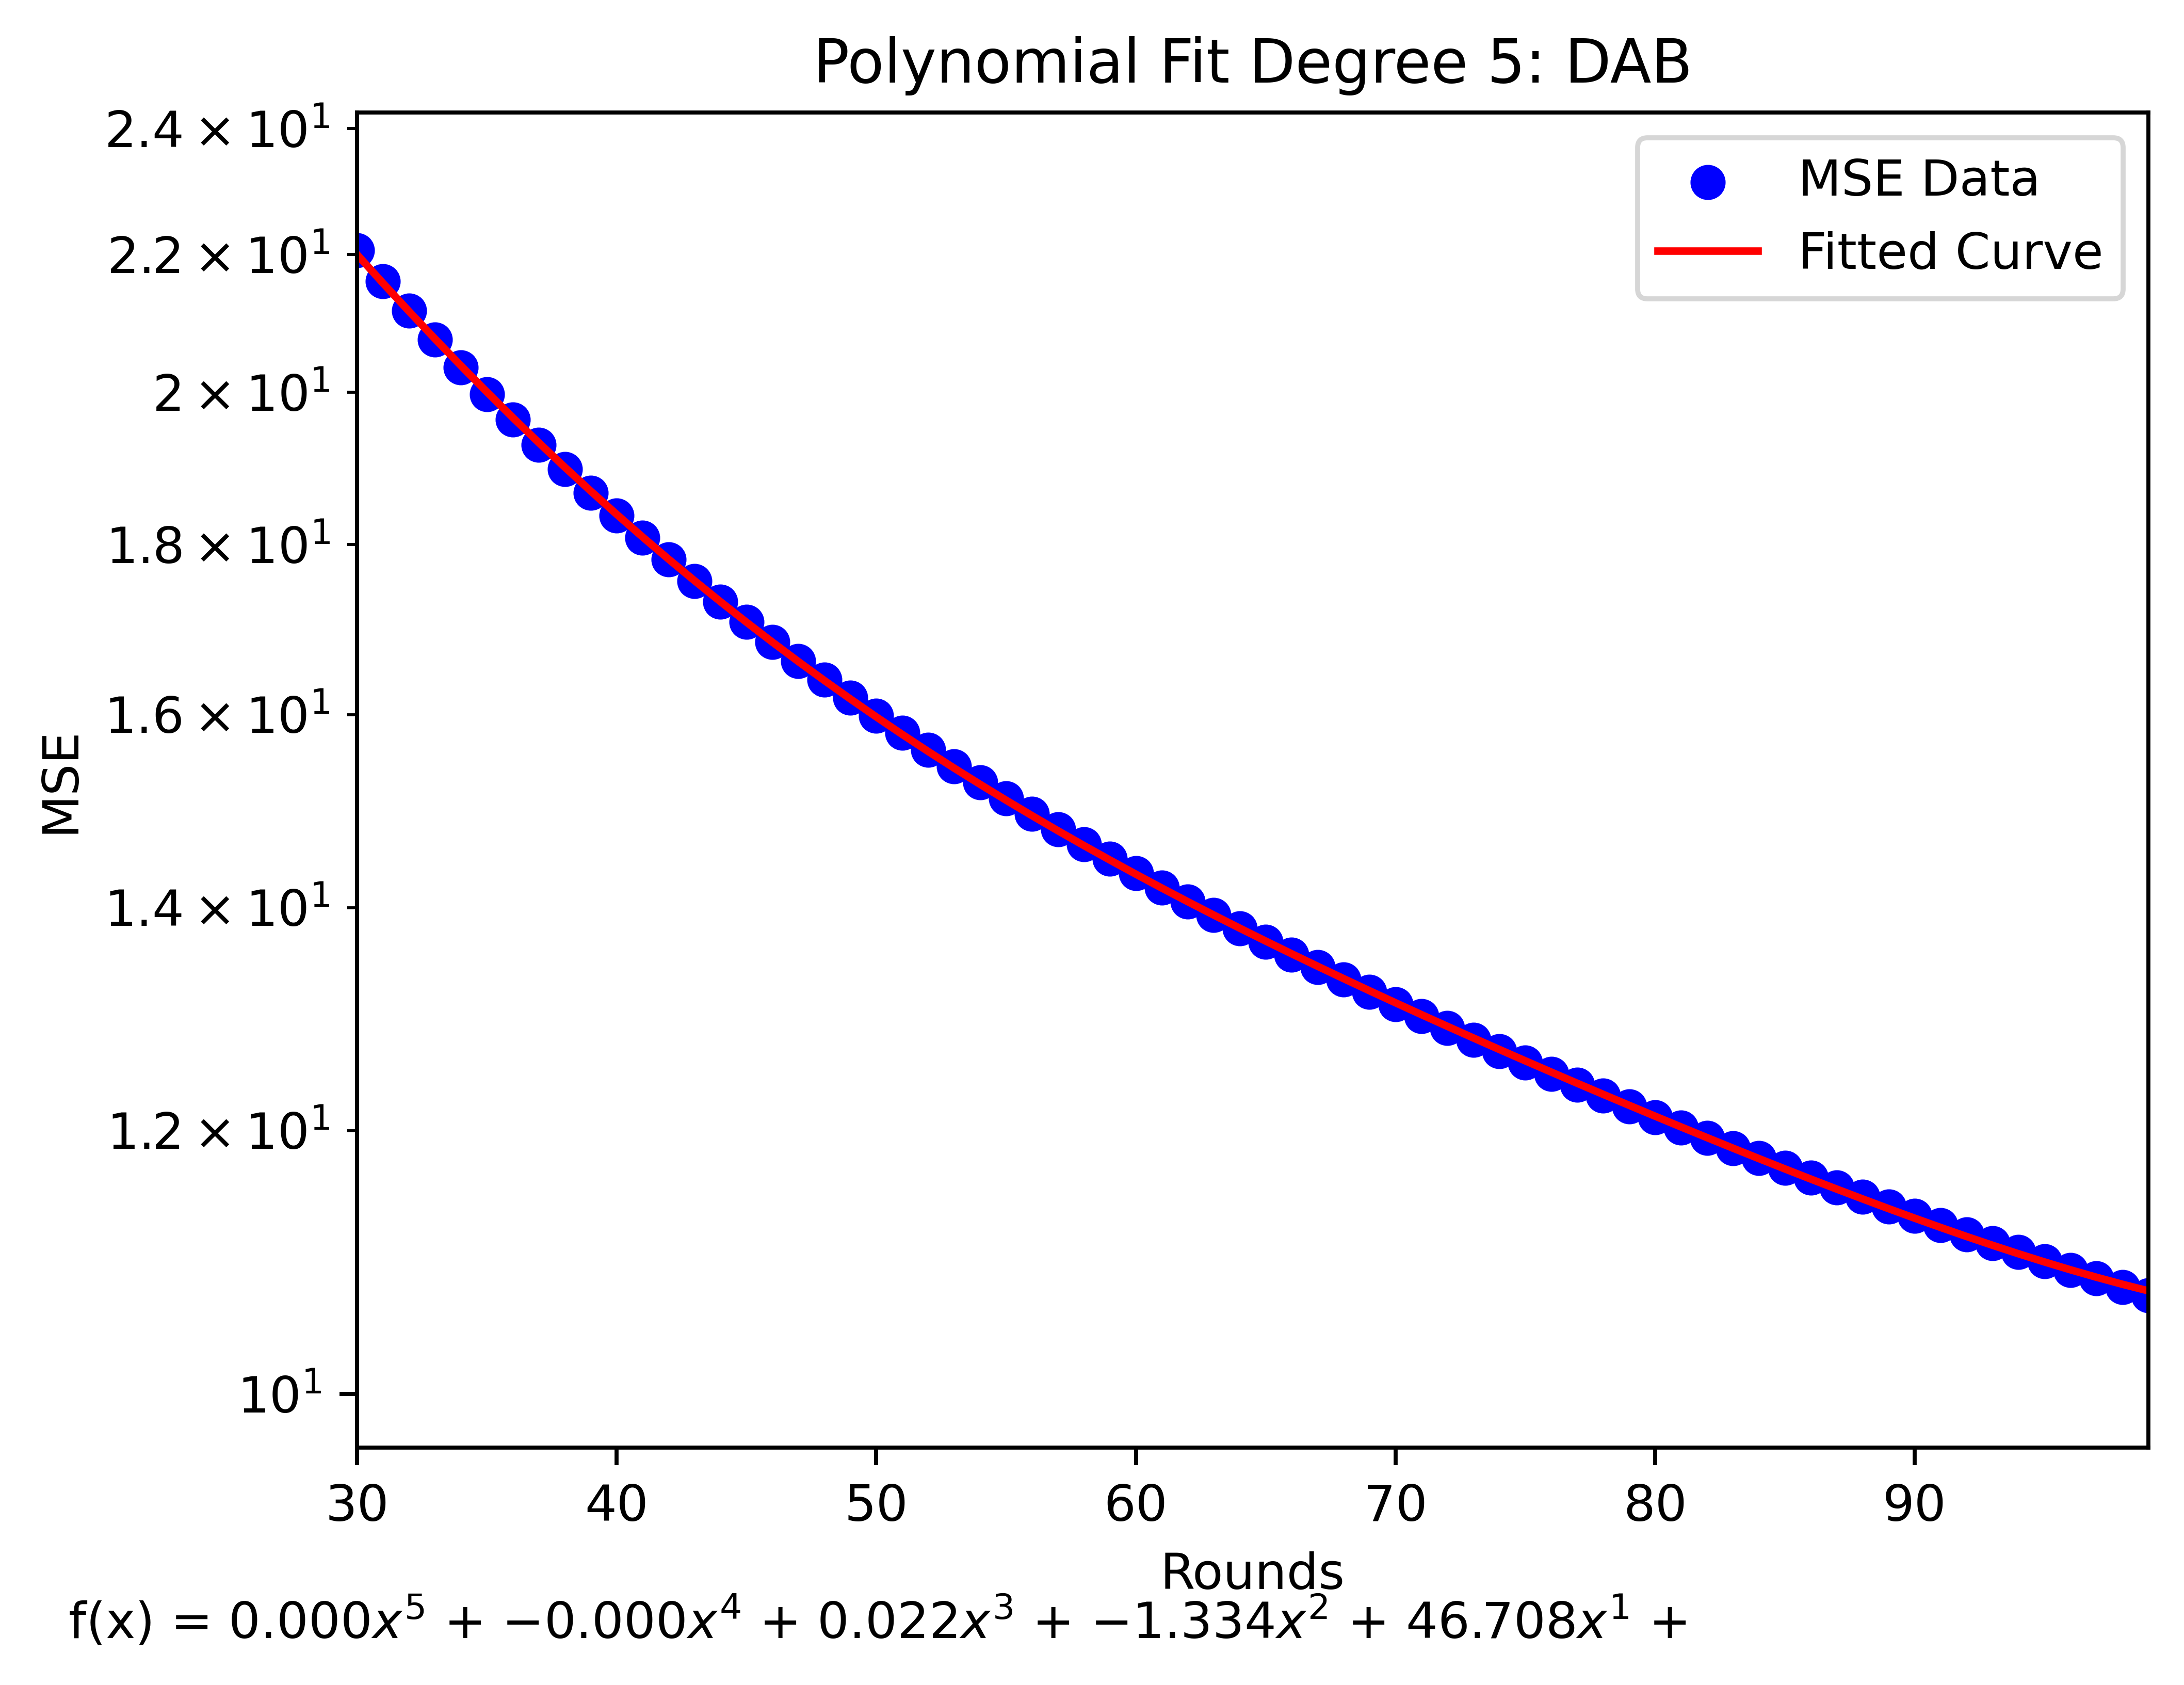 Polynomial Fit Degree 5: DAB
MSE Data
Fitted Curve
2.4 × 10¹
2.2 × 10¹
2 × 10¹
1.8 × 10¹
1.6 × 10¹
1.4 × 10¹
1.2 × 10¹
10¹
MSE
30 40 50 60 70 80 90
Rounds
f(x) = 0.000x⁵ + −0.000x⁴ + 0.022x³ + −1.334x² + 46.708x¹ +